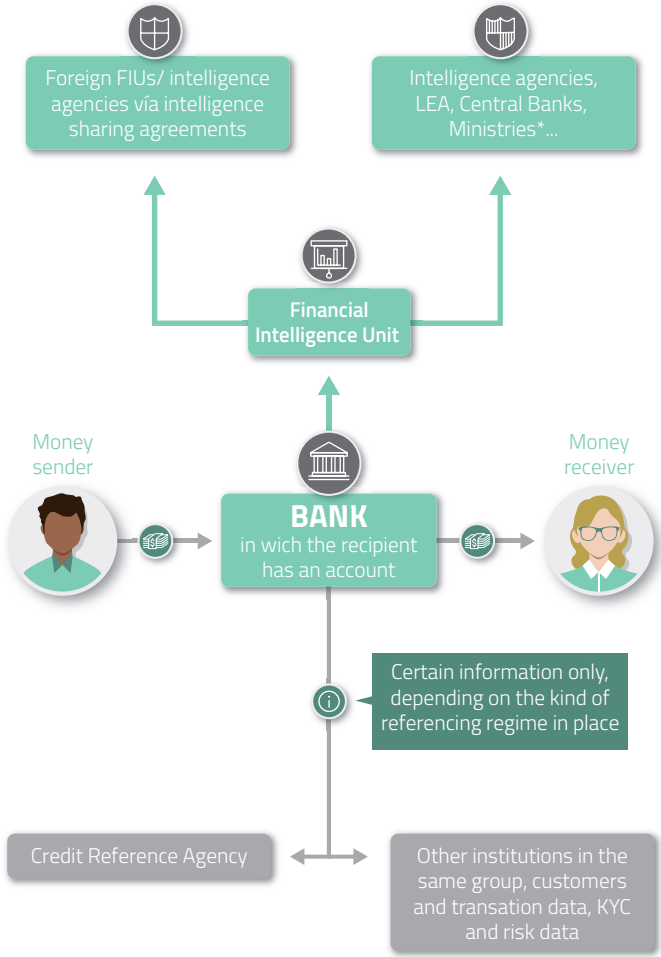 Foreign FIUs/ intelligence
agencies vía intelligence
sharing agreements
Intelligence agencies,
LEA, Central Banks,
Ministries*...
Financial
Intelligence Unit
Money
sender
Money
receiver
BANK
in wich the recipient
has an account
Certain information only,
depending on the kind of
referencing regime in place
Credit Reference Agency
Other institutions in the
same group, customers
and transation data, KYC
and risk data